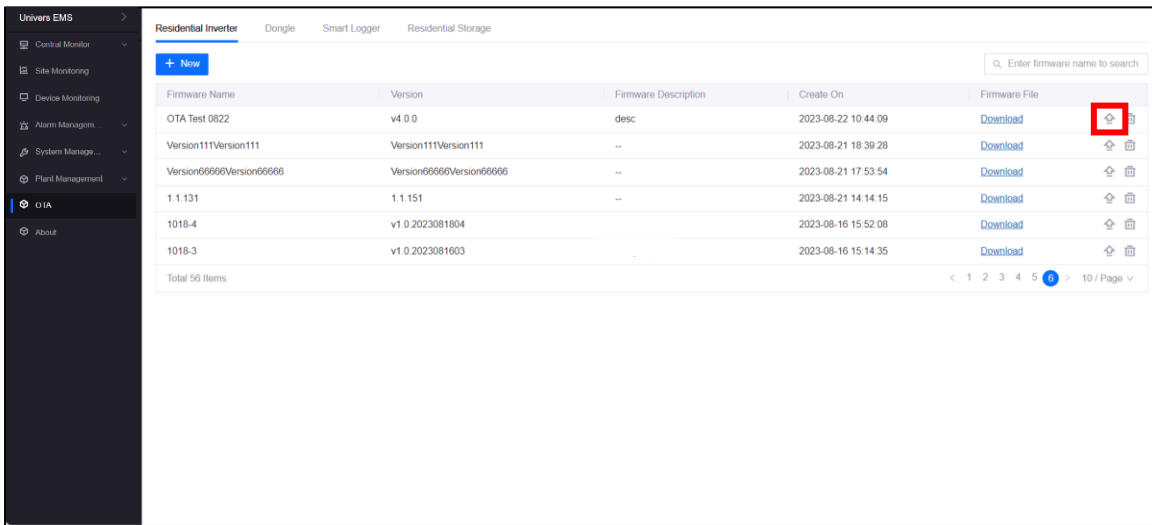 Univers EMS
Residential Inverter Dongle Smart Logger Residential Storage
Central Monitor
Site Monitoring
Device Monitoring
Alarm Managem...
System Manage...
Plant Management
OTA
About
+ New
Enter firmware name to search
Firmware Name Version Firmware Description Create On Firmware File
OTA Test 0822 v4.0.0 desc 2023-08-22 10:44:09 Download
Version111Version111 Version111Version111 -- 2023-08-21 18:39:28 Download
Version66666Version66666 Version66666Version66666 -- 2023-08-21 17:53:54 Download
1.1.131 1.1.151 -- 2023-08-21 14:14:15 Download
1018-4 v1.0.2023081804 2023-08-16 15:52:08 Download
1018-3 v1.0.2023081603 2023-08-16 15:14:35 Download
Total 56 Items < 1 2 3 4 5 6 > 10 / Page